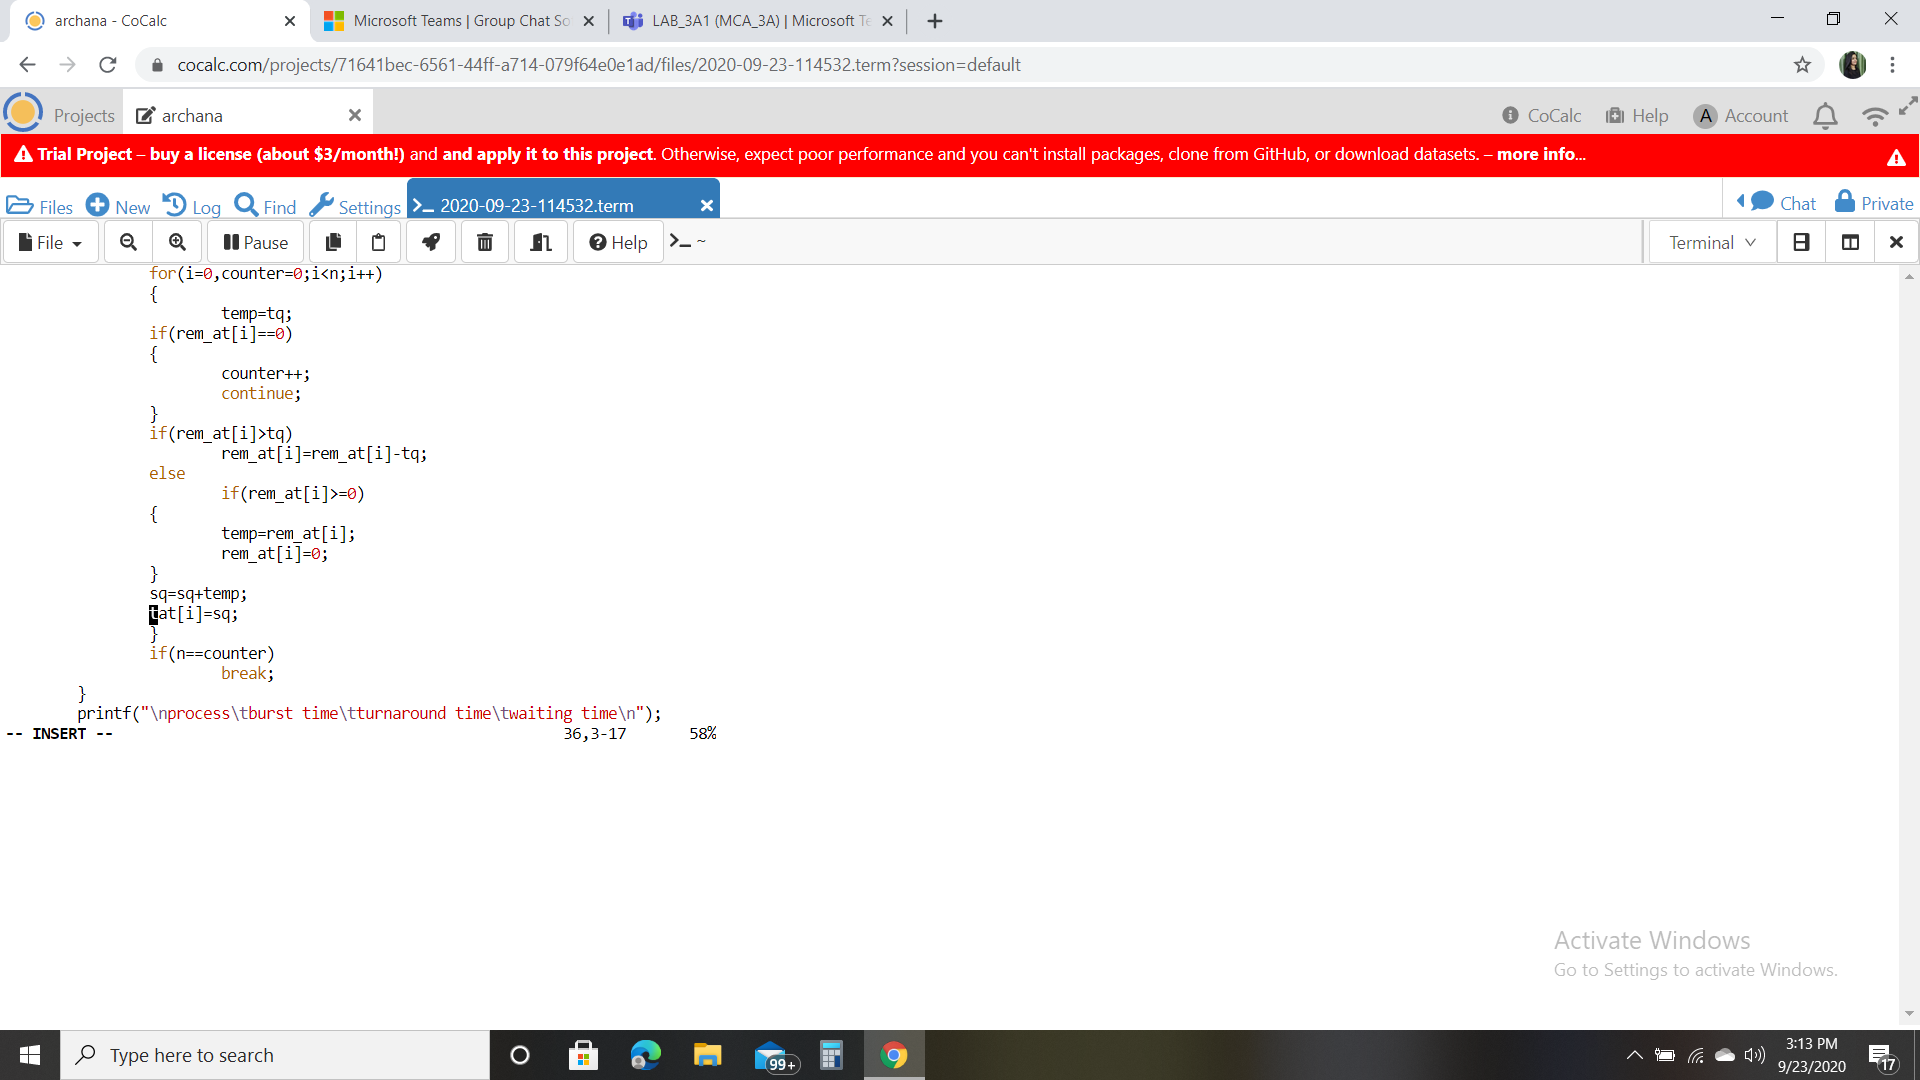 archana - CoCalc
Microsoft Teams | Group Chat So
LAB_3A1 (MCA_3A) | Microsoft Te
cocalc.com/projects/71641bec-6561-44ff-a714-079f64e0e1ad/files/2020-09-23-114532.term?session=default
Projects
archana
CoCalc
Help
A Account
Trial Project – buy a license (about $3/month!) and and apply it to this project. Otherwise, expect poor performance and you can't install packages, clone from GitHub, or download datasets. – more info...
Files
New
Log
Find
Settings
>_ 2020-09-23-114532.term
Chat
Private
File
Pause
Help
>_ ~
Terminal
for(i=0,counter=0;i<n;i++)
{
temp=tq;
if(rem_at[i]==0)
{
counter++;
continue;
}
if(rem_at[i]>tq)
rem_at[i]=rem_at[i]-tq;
else
if(rem_at[i]>=0)
{
temp=rem_at[i];
rem_at[i]=0;
}
sq=sq+temp;
tat[i]=sq;
}
if(n==counter)
break;
}
printf("\nprocess\tburst time\tturnaround time\twaiting time\n");
-- INSERT -- 36,3-17 58%
Activate Windows
Go to Settings to activate Windows.
Type here to search
99+
3:13 PM
9/23/2020
17